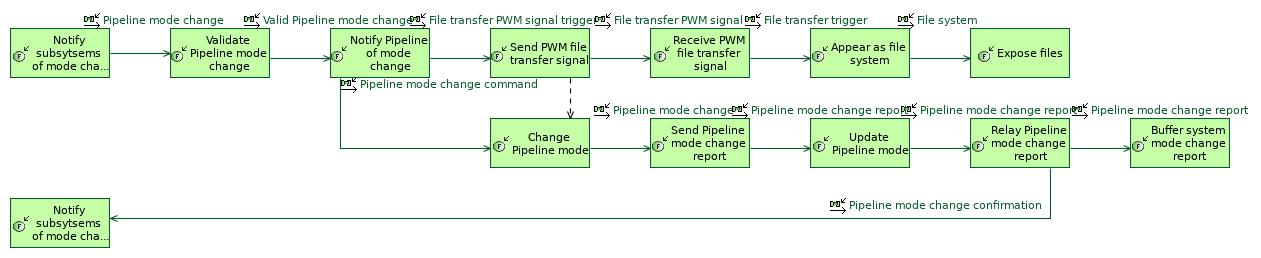 Pipeline mode change
Valid Pipeline mode change
File transfer PWM signal trigger
File transfer PWM signal
File transfer trigger
File system
Notify
subsytsems
of mode cha...
Validate
Pipeline mode
change
Notify Pipeline
of mode
change
Send PWM file
transfer signal
Receive PWM
file transfer
signal
Appear as file
system
Expose files
Pipeline mode change command
Pipeline mode change
Pipeline mode change report
Pipeline mode change report
Pipeline mode change report
Change
Pipeline mode
Send Pipeline
mode change
report
Update
Pipeline mode
Relay Pipeline
mode change
report
Buffer system
mode change
report
Pipeline mode change confirmation
Notify
subsytsems
of mode cha...